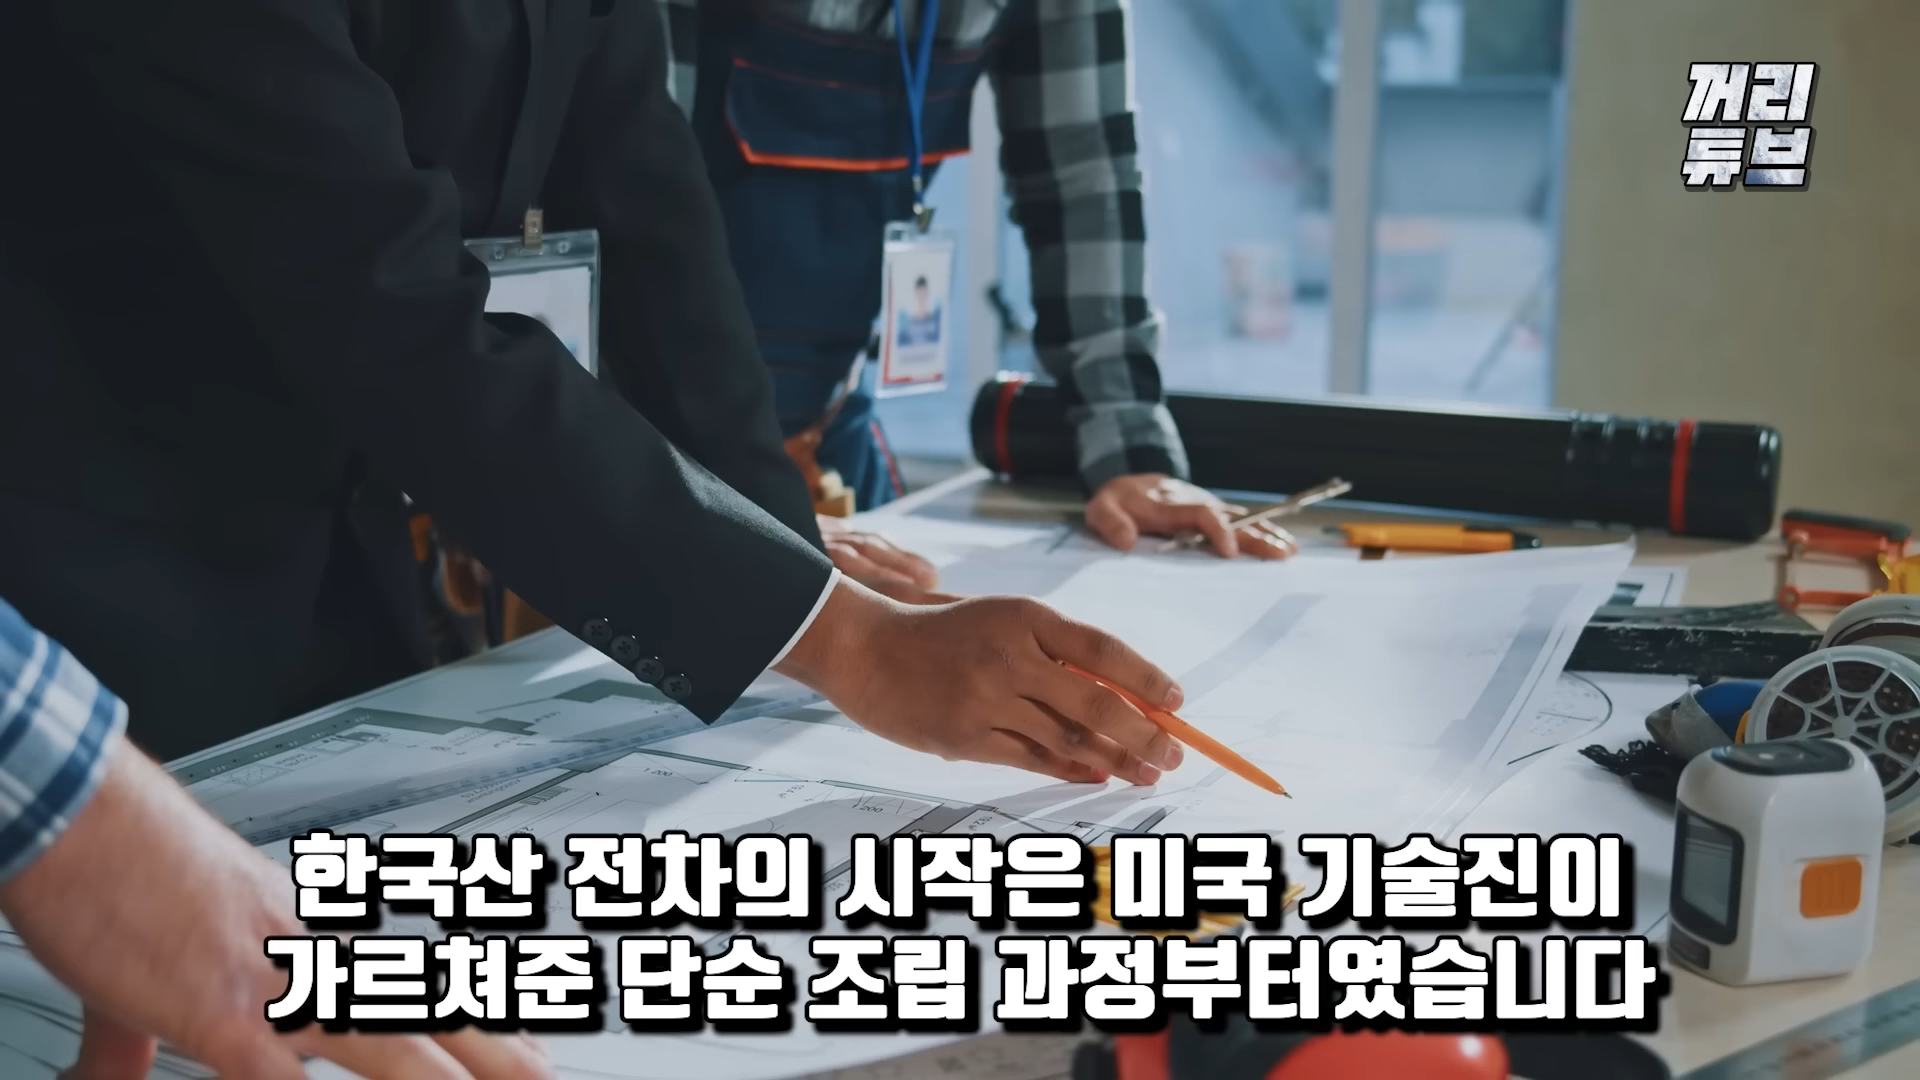 꺼리
튜브
한국산 전차의 시작은 미국 기술진이
가르쳐준 단순 조립 과정부터였습니다